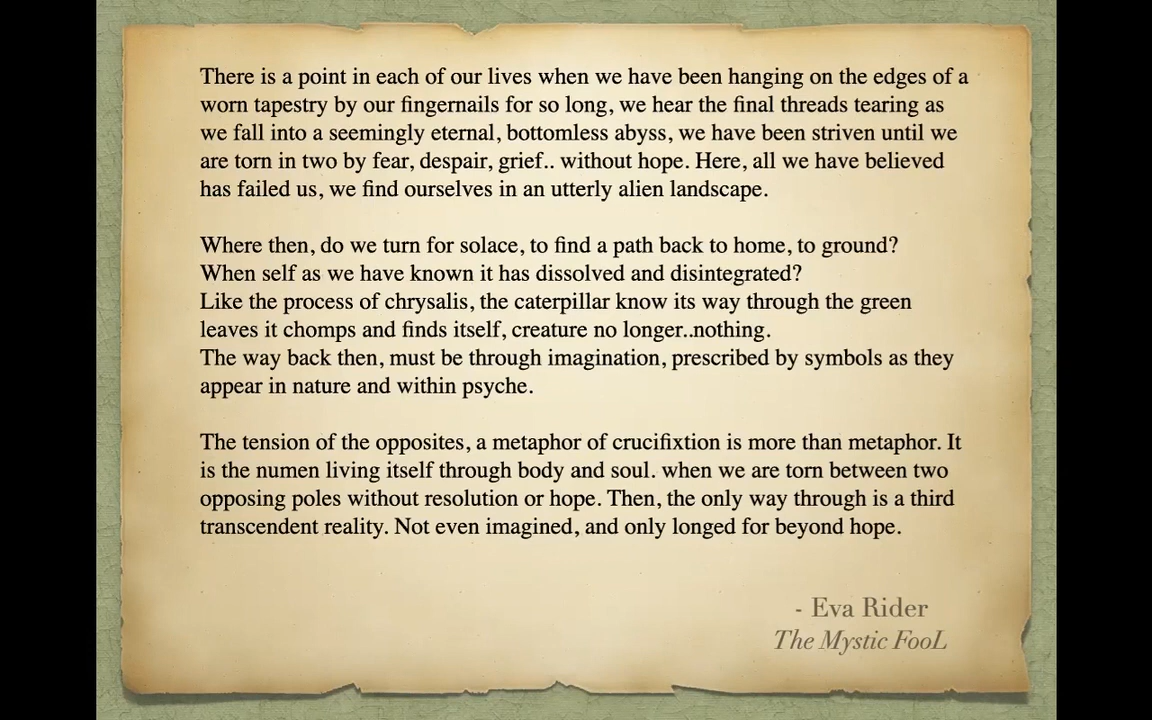 There is a point in each of our lives when we have been hanging on the edges of a
worn tapestry by our fingernails for so long, we hear the final threads tearing as
we fall into a seemingly eternal, bottomless abyss, we have been striven until we
are torn in two by fear, despair, grief.. without hope. Here, all we have believed
has failed us, we find ourselves in an utterly alien landscape.
Where then, do we turn for solace, to find a path back to home, to ground?
When self as we have known it has dissolved and disintegrated?
Like the process of chrysalis, the caterpillar know its way through the green
leaves it chomps and finds itself, creature no longer..nothing.
The way back then, must be through imagination, prescribed by symbols as they
appear in nature and within psyche.
The tension of the opposites, a metaphor of crucifixtion is more than metaphor. It
is the numen living itself through body and soul. when we are torn between two
opposing poles without resolution or hope. Then, the only way through is a third
transcendent reality. Not even imagined, and only longed for beyond hope.
- Eva Rider
The Mystic FooL